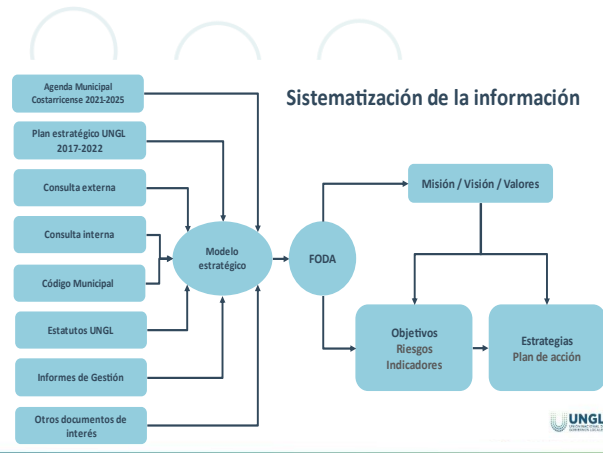 Sistematización de la información
Agenda Municipal
Costarricense 2021-2025
Plan estratégico UNGL
2017-2022
Consulta externa
Consulta interna
Código Municipal
Estatutos UNGL
Informes de Gestión
Otros documentos de
interés
Modelo
estratégico
FODA
Misión / Visión / Valores
Objetivos
Riesgos
Indicadores
Estrategias
Plan de acción
UNGL